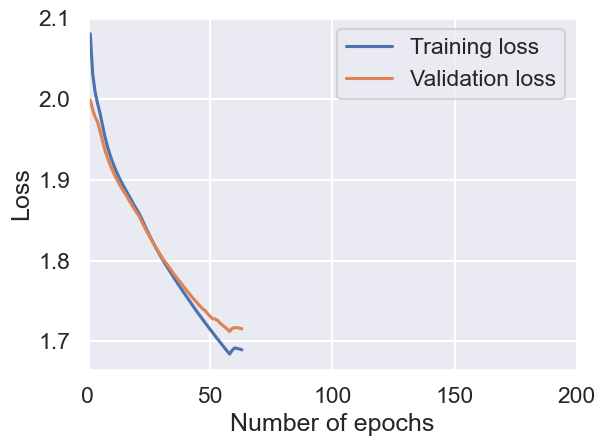 2.1
2.0
1.9
1.8
1.7
Loss
Training loss
Validation loss
0 50 100 150 200
Number of epochs